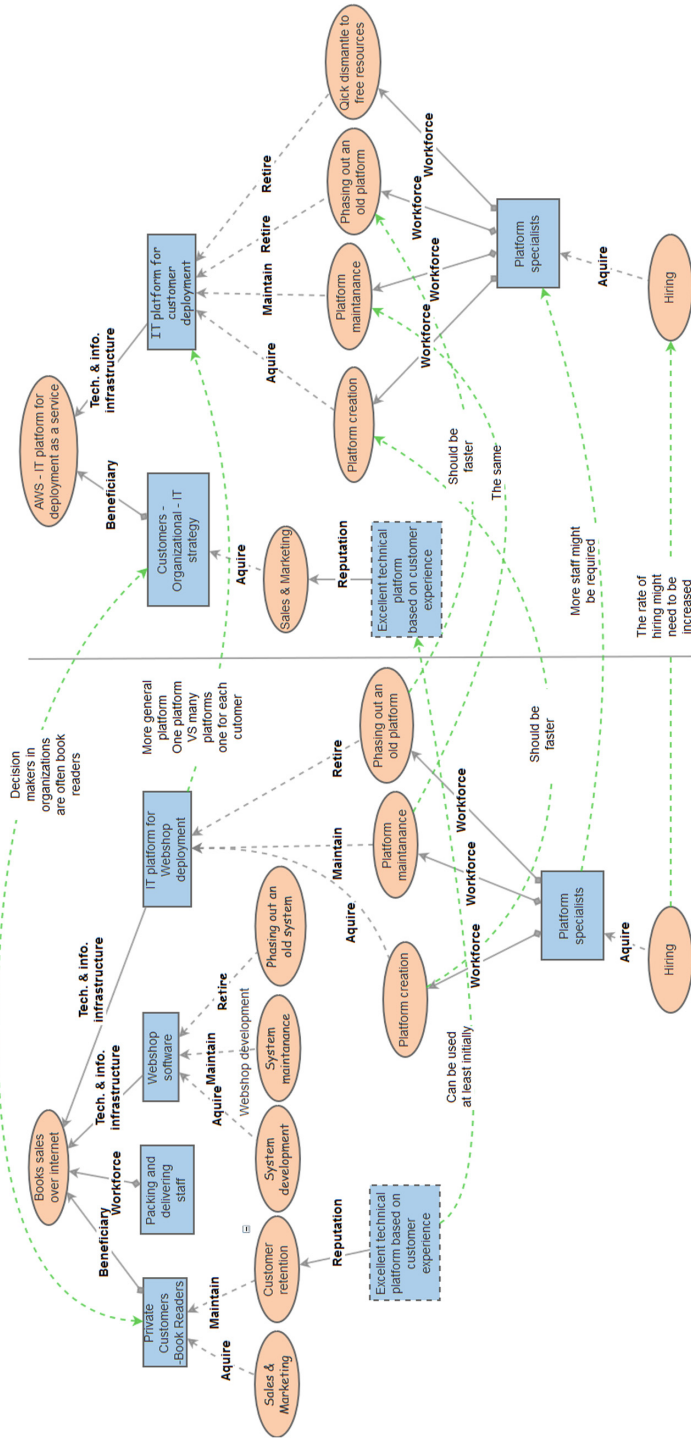 Decision
makers in
organizations
are often book
readers
Books sales
over internet
AWS - IT platform for
deployment as a service
Beneficiary
Workforce
Tech. & info.
infrastructure
Tech. & info.
infrastructure
Beneficiary
Tech. & info.
infrastructure
Private
Customers
-Book Readers
Packing and
delivering
staff
Webshop
software
IT platform for
Webshop
deployment
More general
platform
One platform
VS many
platforms
one for each
cutomer
Customers -
Organizational - IT
strategy
IT platform for
customer
deployment
Aquire
Maintain
Aquire
Maintain
Retire
Webshop development
Sales &
Marketing
Customer
retention
System
development
System
maintanance
Phasing out an
old system
Aquire
Maintain
Retire
Aquire
Sales & Marketing
Aquire
Maintain
Retire
Retire
Reputation
Excellent technical
platform based on
customer
experience
Platform creation
Platform
maintanance
Phasing out an
old platform
Reputation
Excellent technical
platform
based on customer
experience
Platform creation
Platform
maintanance
Phasing out an
old platform
Qick dismantle to
free resources
Can be used
at least initially
Workforce
Workforce
Workforce
Should be
faster
Should be
faster
The same
Workforce
Workforce
Workforce
Workforce
Platform
specialists
Platform
specialists
More staff might
be required
Aquire
Aquire
Hiring
The rate of
hiring might
need to be
increased
Hiring